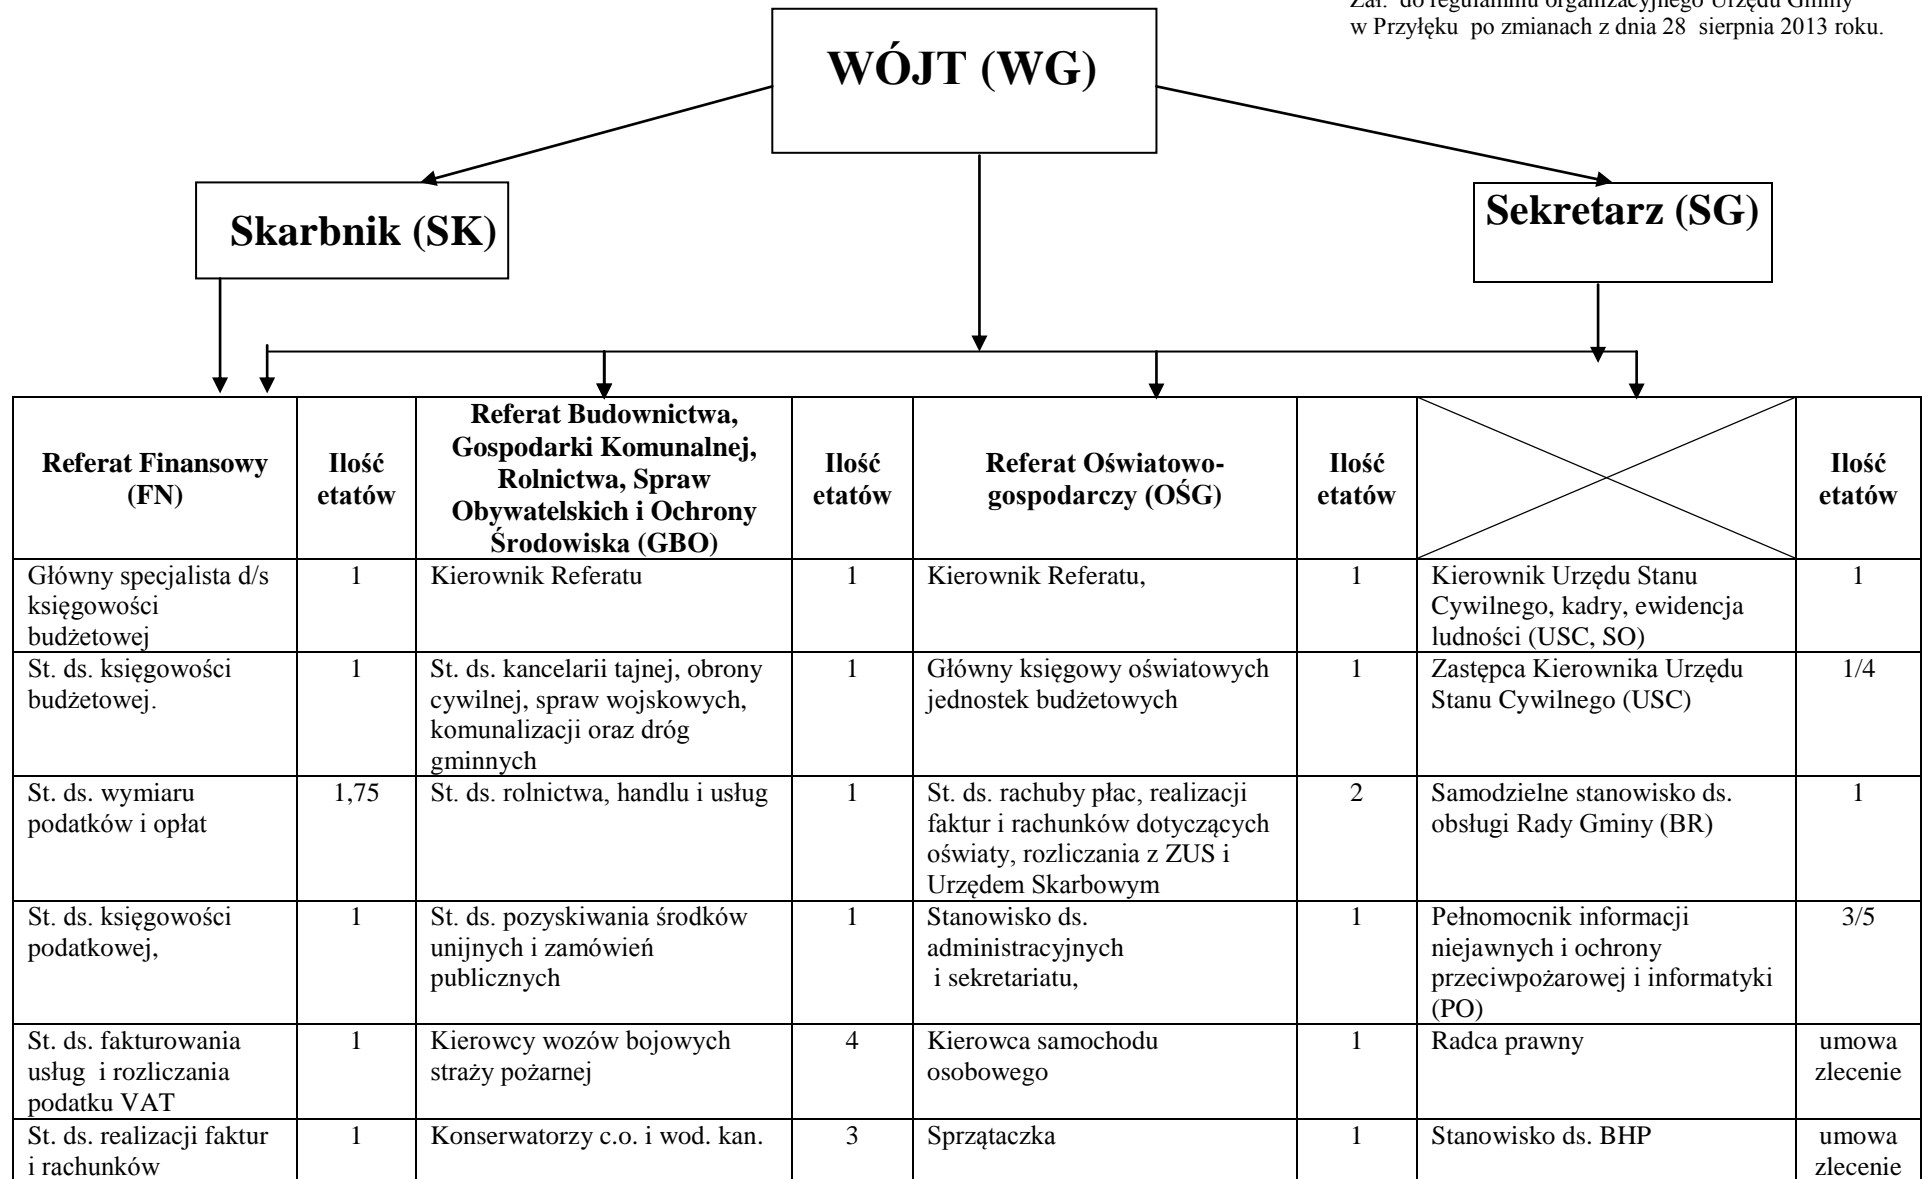 Zał. do regulaminu organizacyjnego Urzędu Gminy
w Przyłęku po zmianach z dnia 28 sierpnia 2013 roku.
WÓJT (WG)
Skarbnik (SK)
Sekretarz (SG)
Referat Finansowy
(FN)
Ilość
etatów
Referat Budownictwa,
Gospodarki Komunalnej,
Rolnictwa, Spraw
Obywatelskich i Ochrony
Środowiska (GBO)
Ilość
etatów
Referat Oświatowo-
gospodarczy (OŚG)
Ilość
etatów
Ilość
etatów
Główny specjalista d/s
księgowości
budżetowej
1
Kierownik Referatu
1
Kierownik Referatu,
1
Kierownik Urzędu Stanu
Cywilnego, kadry, ewidencja
ludności (USC, SO)
1
St. ds. księgowości
budżetowej.
1
St. ds. kancelarii tajnej, obrony
cywilnej, spraw wojskowych,
komunalizacji oraz dróg
gminnych
1
Główny księgowy oświatowych
jednostek budżetowych
1
Zastępca Kierownika Urzędu
Stanu Cywilnego (USC)
1/4
St. ds. wymiaru
podatków i opłat
1,75
St. ds. rolnictwa, handlu i usług
1
St. ds. rachuby płac, realizacji
faktur i rachunków dotyczących
oświaty, rozliczania z ZUS i
Urzędem Skarbowym
2
Samodzielne stanowisko ds.
obsługi Rady Gminy (BR)
1
St. ds. księgowości
podatkowej,
1
St. ds. pozyskiwania środków
unijnych i zamówień
publicznych
1
Stanowisko ds.
administracyjnych
i sekretariatu,
1
Pełnomocnik informacji
niejawnych i ochrony
przeciwpożarowej i informatyki
(PO)
3/5
St. ds. fakturowania
usług i rozliczania
podatku VAT
1
Kierowcy wozów bojowych
straży pożarnej
4
Kierowca samochodu
osobowego
1
Radca prawny
umowa
zlecenie
St. ds. realizacji faktur
i rachunków
1
Konserwatorzy c.o. i wod. kan.
3
Sprzątaczka
1
Stanowisko ds. BHP
umowa
zlecenie